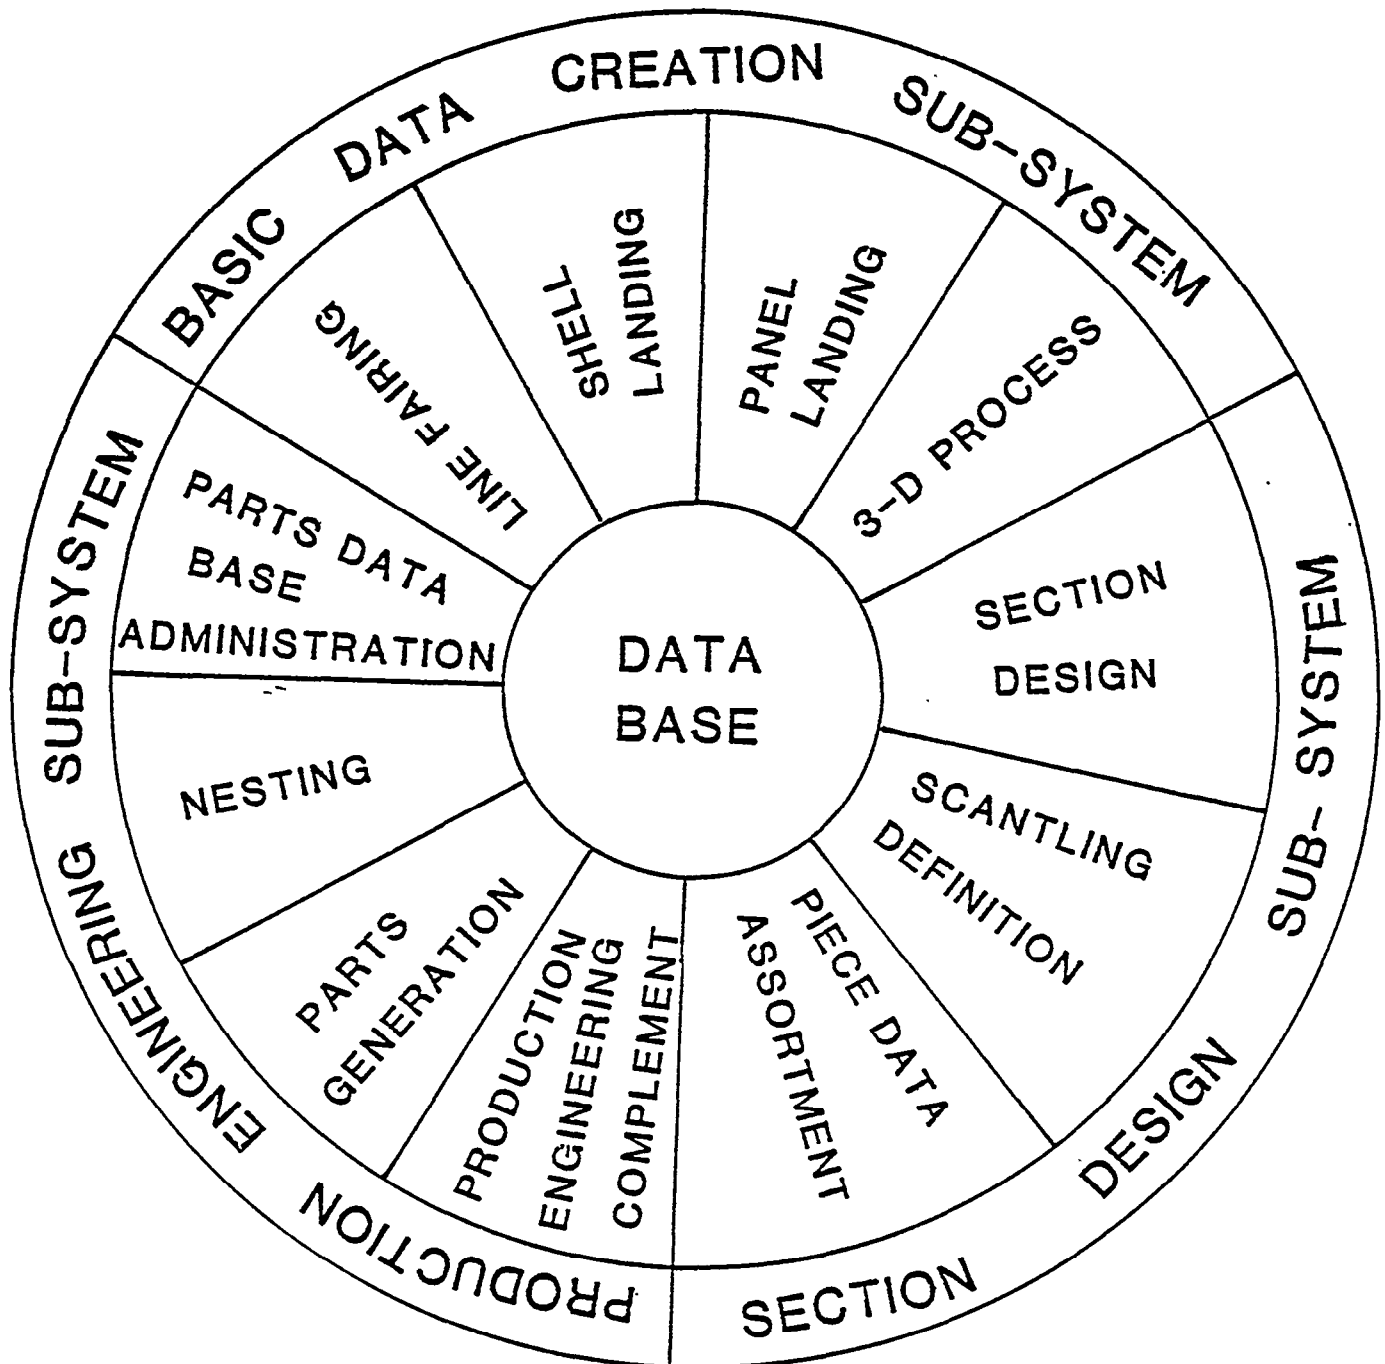 BASIC DATA CREATION SUB-SYSTEM
LINE FAIRING
SHELL
LANDING
PANEL
LANDING
3-D PROCESS
SECTION DESIGN SUB- SYSTEM
SECTION
DESIGN
SCANTLING
DEFINITION
PIECE DATA
ASSORTMENT
PRODUCTION ENGINEERING SUB-SYSTEM
PRODUCTION
ENGINEERING
COMPLEMENT
PARTS
GENERATION
NESTING
PARTS DATA
BASE
ADMINISTRATION
DATA
BASE